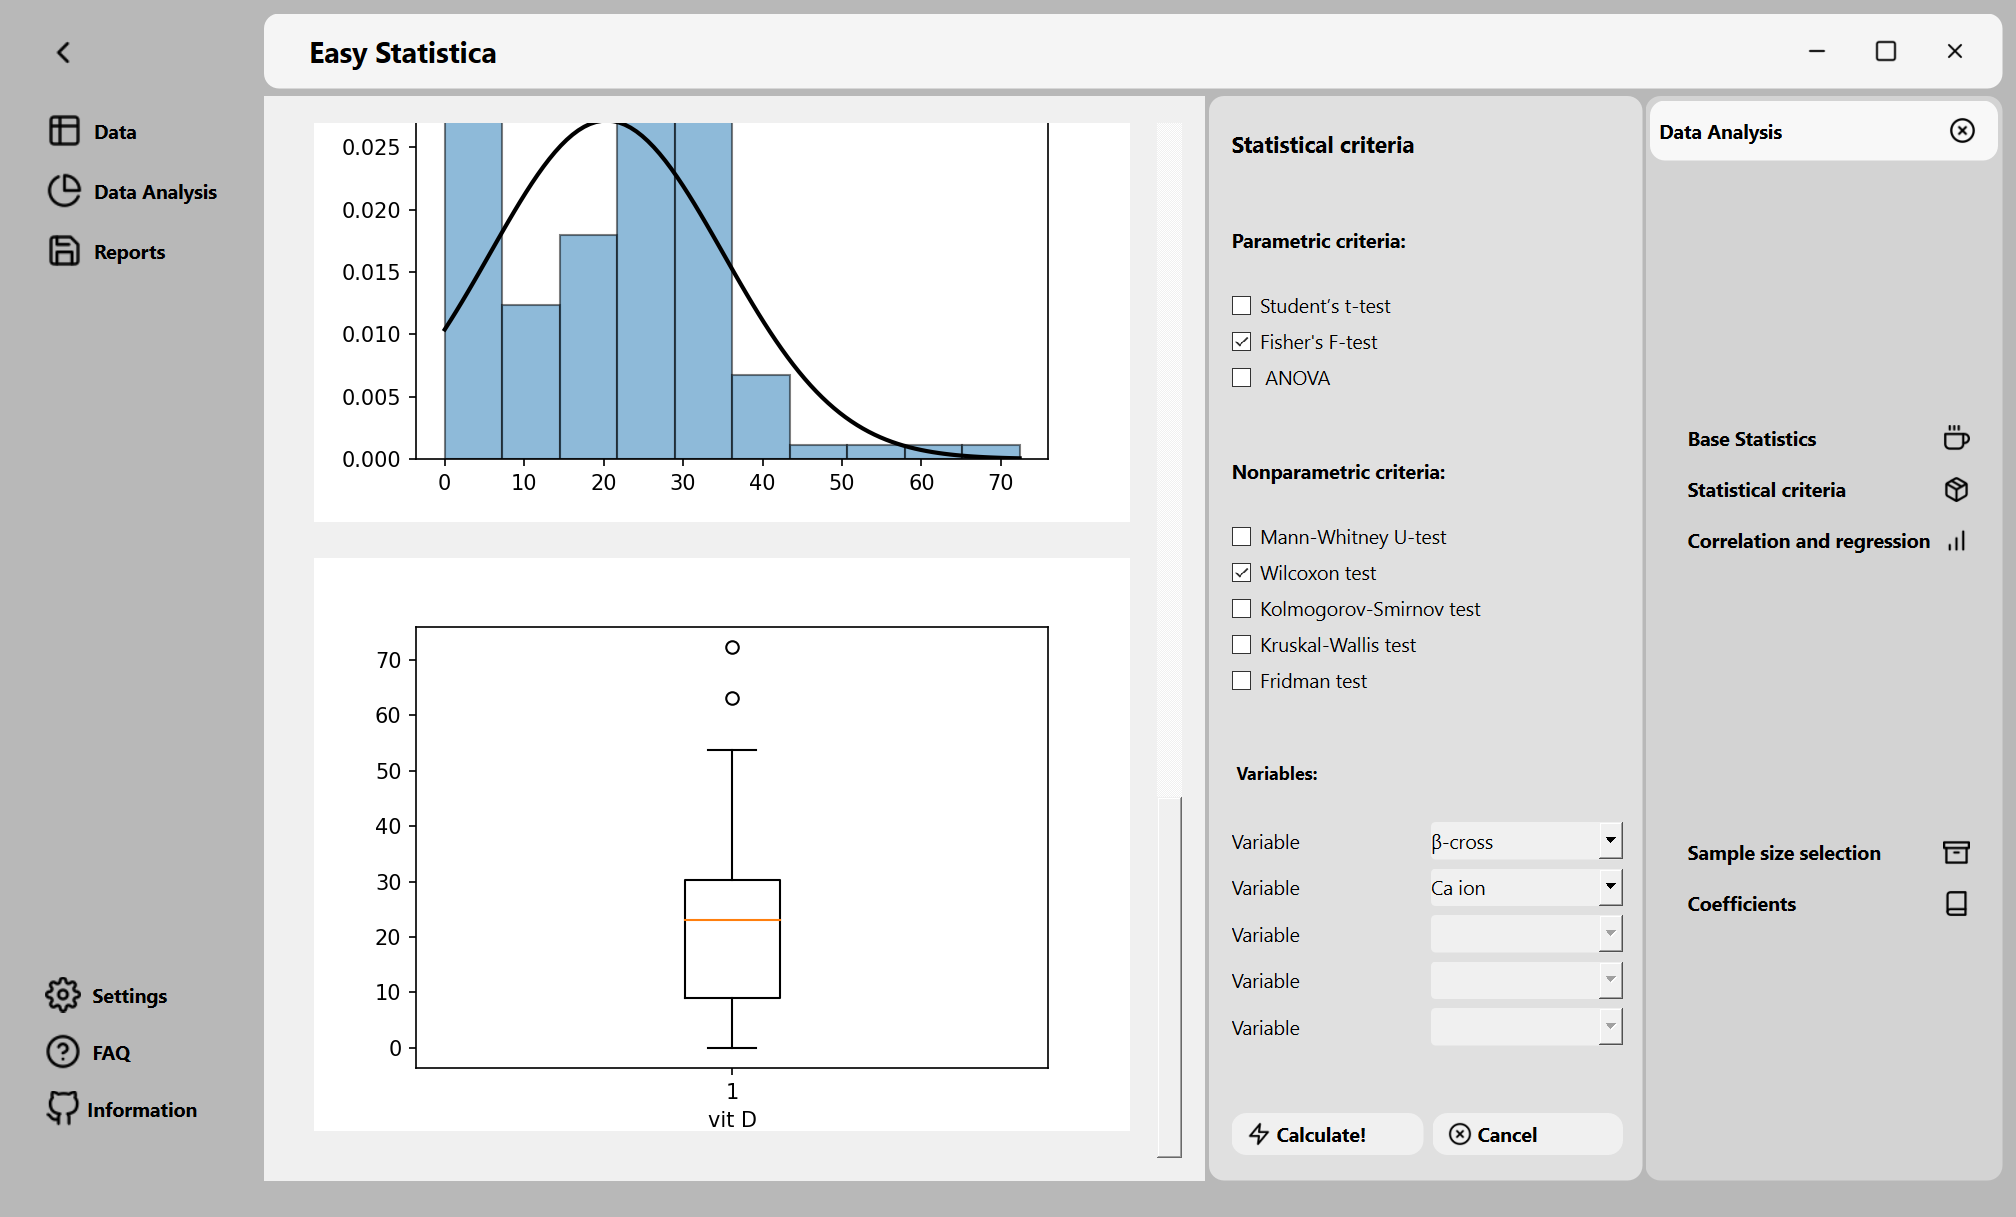 Easy Statistica
Data
Data Analysis
Reports
Settings
FAQ
Information
0.025
0.020
0.015
0.010
0.005
0.000
0 10 20 30 40 50 60 70
70
60
50
40
30
20
10
0
1
vit D
Statistical criteria
Parametric criteria:
Student’s t-test
Fisher's F-test
ANOVA
Nonparametric criteria:
Mann-Whitney U-test
Wilcoxon test
Kolmogorov-Smirnov test
Kruskal-Wallis test
Fridman test
Variables:
Variable β-cross
Variable Ca ion
Variable
Variable
Variable
Calculate! Cancel
Data Analysis
Base Statistics
Statistical criteria
Correlation and regression
Sample size selection
Coefficients